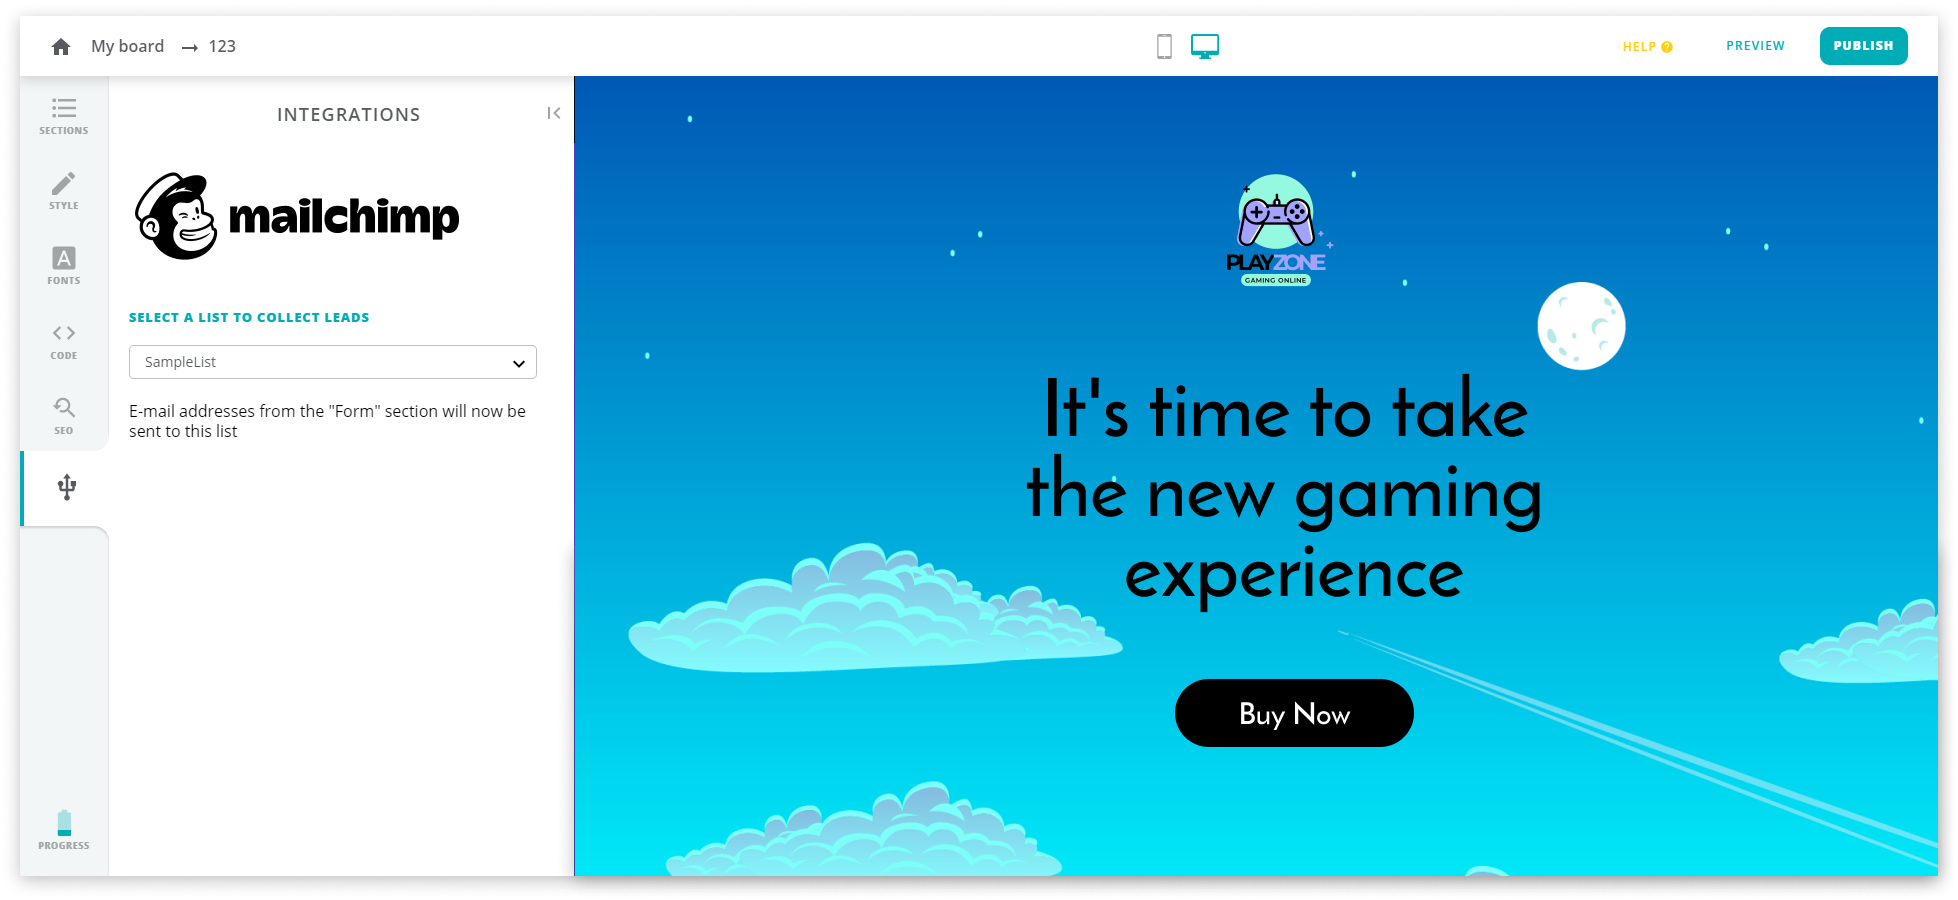 My board → 123
HELP ?
PREVIEW
PUBLISH
SECTIONS
STYLE
A
FONTS
CODE
SEO
PROGRESS
INTEGRATIONS
mailchimp
SELECT A LIST TO COLLECT LEADS
SampleList
E-mail addresses from the "Form" section will now be
sent to this list
PLAYZONE
GAMING ONLINE
It's time to take
the new gaming
experience
Buy Now